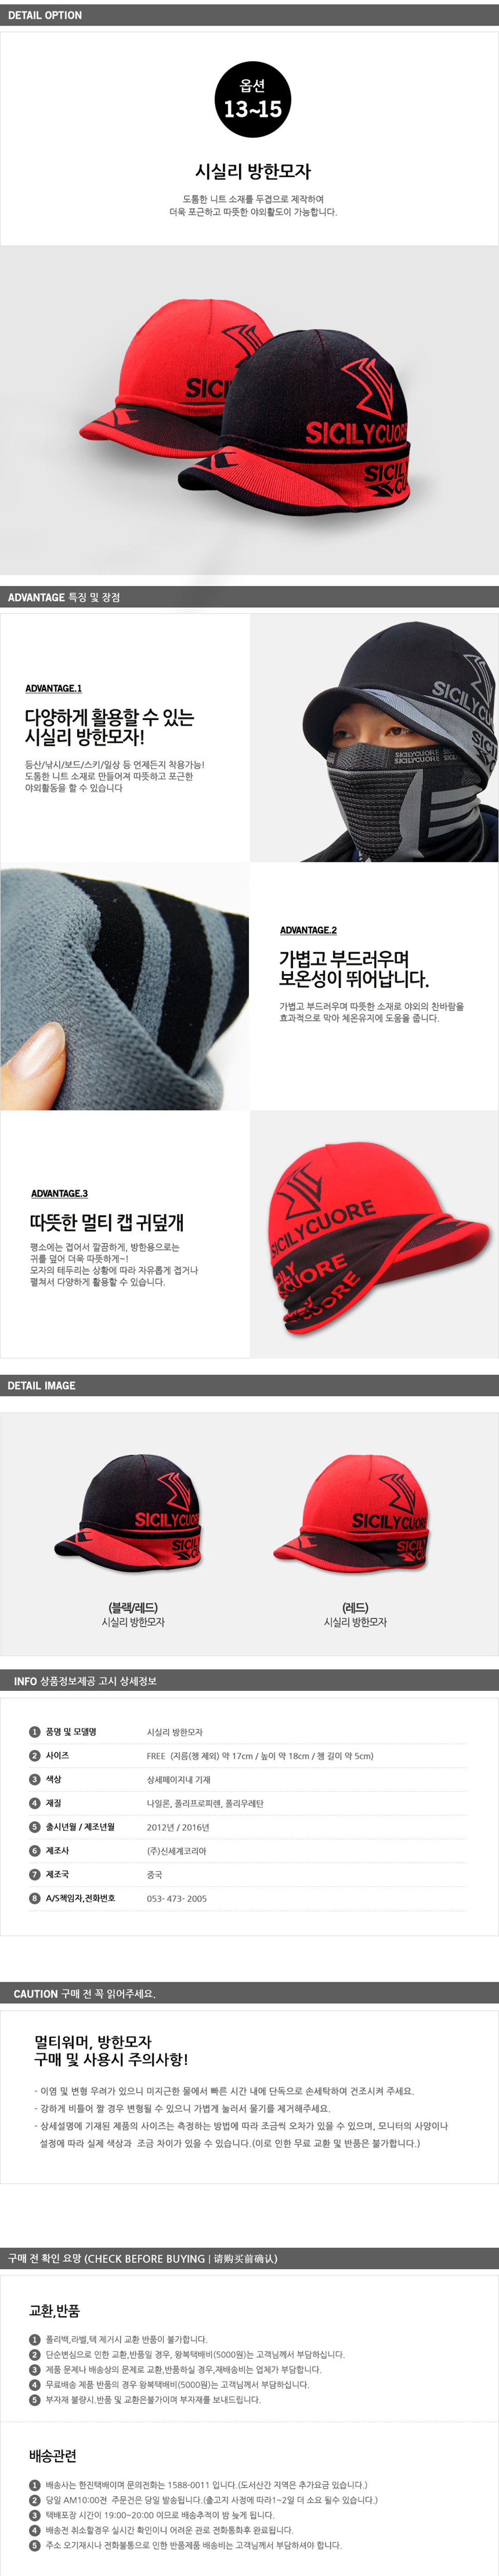 DETAIL OPTION
옵션
13~15
시실리 방한모자
도톰한 니트 소재를 두겹으로 제작하여
더욱 포근하고 따뜻한 야외활도이 가능합니다.
SICI
SICILYCUORE
SICIL
CU
ADVANTAGE 특징 및 장점
ADVANTAGE.1
다양하게 활용할 수 있는
시실리 방한모자!
등산/낚시/보드/스키/일상 등 언제든지 착용가능!
도톰한 니트 소재로 만들어져 따뜻하고 포근한
야외활동을 할 수 있습니다
SICILYCU
SICILYCUORE SICILYCUORE
ADVANTAGE.2
가볍고 부드러우며
보온성이 뛰어납니다.
가볍고 부드러우며 따뜻한 소재로 야외의 찬바람을
효과적으로 막아 체온유지에 도움을 줍니다.
ADVANTAGE.3
따뜻한 멀티 캡 귀덮개
평소에는 접어서 깔끔하게, 방한용으로는
귀를 덮어 더욱 따뜻하게~!
모자의 테두리는 상황에 따라 자유롭게 접거나
펼쳐서 다양하게 활용할 수 있습니다.
SICILYCUORE
DETAIL IMAGE
SICILYCUORE
SICILYCUORE
(블랙/레드)
시실리 방한모자
(레드)
시실리 방한모자
INFO 상품정보제공 고시 상세정보
1 품명 및 모델명 시실리 방한모자
2 사이즈 FREE (지름(챙 제외) 약 17cm / 높이 약 18cm / 챙 길이 약 5cm)
3 색상 상세페이지내 기재
4 재질 나일론, 폴리프로피렌, 폴리우레탄
5 출시년월 / 제조년월 2012년 / 2016년
6 제조사 (주)신세계코리아
7 제조국 중국
8 A/S책임자,전화번호 053- 473- 2005
CAUTION 구매 전 꼭 읽어주세요.
멀티워머, 방한모자
구매 및 사용시 주의사항!
- 이염 및 변형 우려가 있으니 미지근한 물에서 빠른 시간 내에 단독으로 손세탁하여 건조시켜 주세요.
- 강하게 비틀어 짤 경우 변형될 수 있으니 가볍게 눌러서 물기를 제거해주세요.
- 상세설명에 기재된 제품의 사이즈는 측정하는 방법에 따라 조금씩 오차가 있을 수 있으며, 모니터의 사양이나
설정에 따라 실제 색상과 조금 차이가 있을 수 있습니다.(이로 인한 무료 교환 및 반품은 불가합니다.)
구매 전 확인 요망 (CHECK BEFORE BUYING | 请购买前确认)
교환,반품
1 폴리백,라벨,텍 제거시 교환 반품이 불가합니다.
2 단순변심으로 인한 교환,반품일 경우, 왕복택배비(5000원)는 고객님께서 부담하십니다.
3 제품 문제나 배송상의 문제로 교환,반품하실 경우,재배송비는 업체가 부담합니다.
4 무료배송 제품 반품의 경우 왕복택배비(5000원)는 고객님께서 부담하십니다.
5 부자재 불량시.반품 및 교환은불가이며 부자재를 보내드립니다.
배송관련
1 배송사는 한진택배이며 문의전화는 1588-0011 입니다.(도서산간 지역은 추가요금 있습니다.)
2 당일 AM10:00전 주문건은 당일 발송됩니다.(출고지 사정에 따라1~2일 더 소요 될수 있습니다.)
3 택배포장 시간이 19:00~20:00 이므로 배송추적이 밤 늦게 됩니다.
4 배송전 취소할경우 실시간 확인이니 어려운 관로 전화통화후 완료됩니다.
5 주소 오기재시나 전화불통으로 인한 반품제품 배송비는 고객님께서 부담하셔야 합니다.